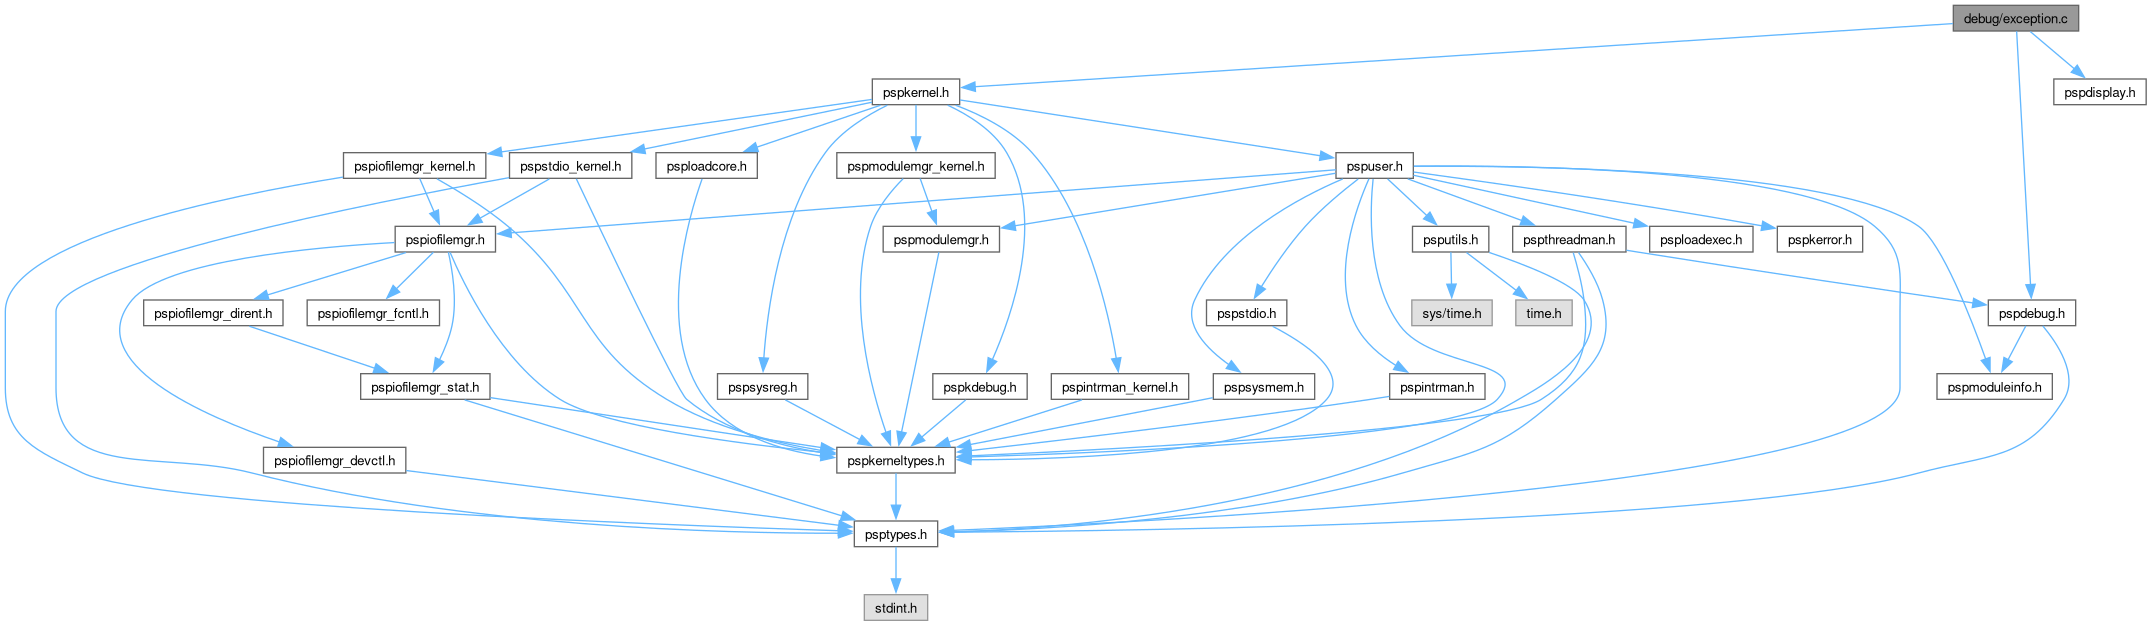 debug/exception.c
pspkernel.h
pspdisplay.h
pspiofilemgr_kernel.h
pspstdio_kernel.h
psploadcore.h
pspmodulemgr_kernel.h
pspuser.h
pspiofilemgr.h
pspmodulemgr.h
psputils.h
pspthreadman.h
psploadexec.h
pspkerror.h
pspiofilemgr_dirent.h
pspiofilemgr_fcntl.h
pspstdio.h
sys/time.h
time.h
pspdebug.h
pspiofilemgr_stat.h
pspsysreg.h
pspkdebug.h
pspintrman_kernel.h
pspsysmem.h
pspintrman.h
pspmoduleinfo.h
pspiofilemgr_devctl.h
pspkerneltypes.h
psptypes.h
stdint.h